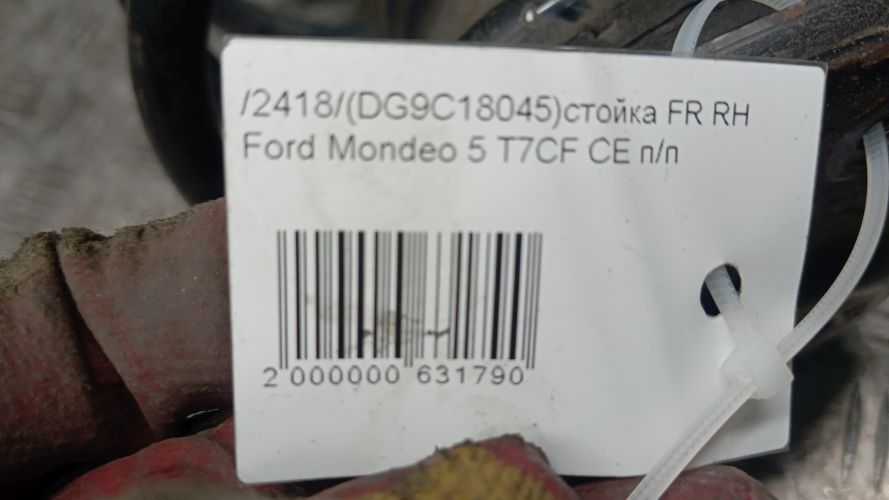 /2418/(DG9C18045)стойка FR RH
Ford Mondeo 5 T7CF CE п/п
2 000000 631790